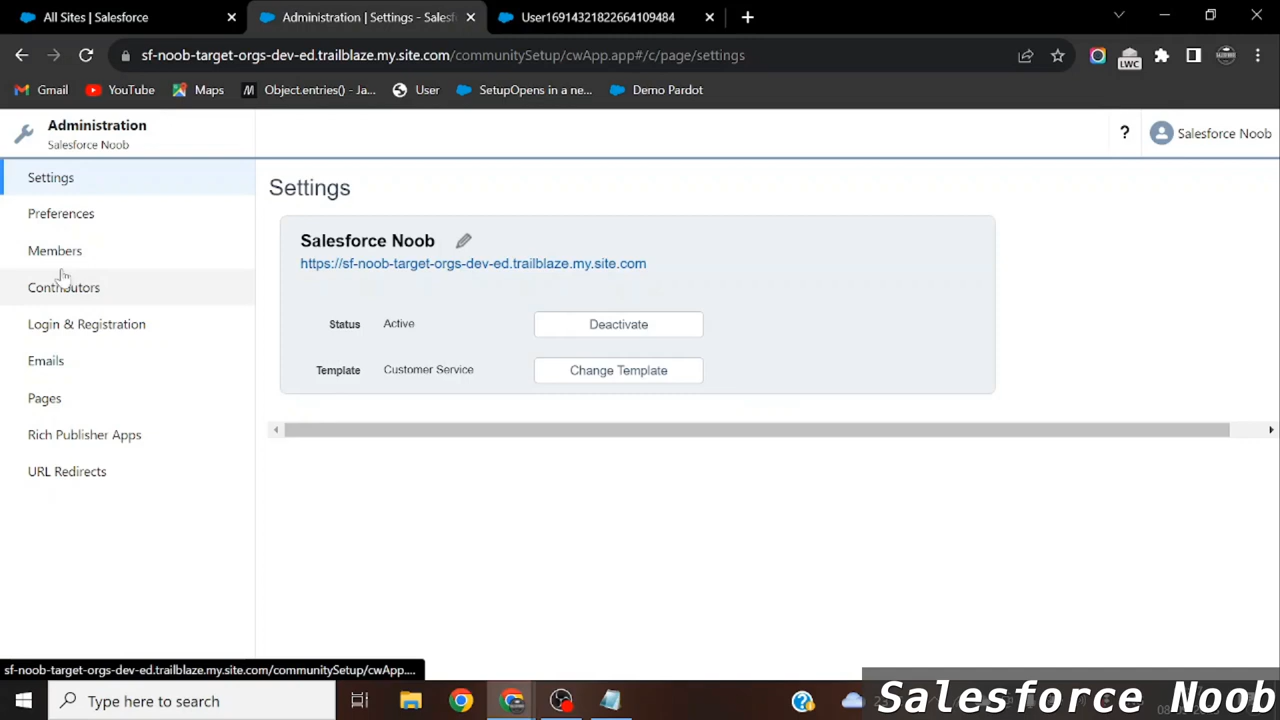 All Sites | Salesforce
Administration | Settings - Salesf
User16914321822664109484
sf-noob-target-orgs-dev-ed.trailblaze.my.site.com/communitySetup/cwApp.app#/c/page/settings
LWC
Gmail
YouTube
Maps
Object.entries() - Ja...
User
SetupOpens in a ne...
Demo Pardot
Administration
Salesforce Noob
?
Salesforce Noob
Settings
Preferences
Members
Contributors
Login & Registration
Emails
Pages
Rich Publisher Apps
URL Redirects
Settings
Salesforce Noob
https://sf-noob-target-orgs-dev-ed.trailblaze.my.site.com
Status Active Deactivate
Template Customer Service Change Template
sf-noob-target-orgs-dev-ed.trailblaze.my.site.com/communitySetup/cwApp....
Type here to search
Salesforce Noob